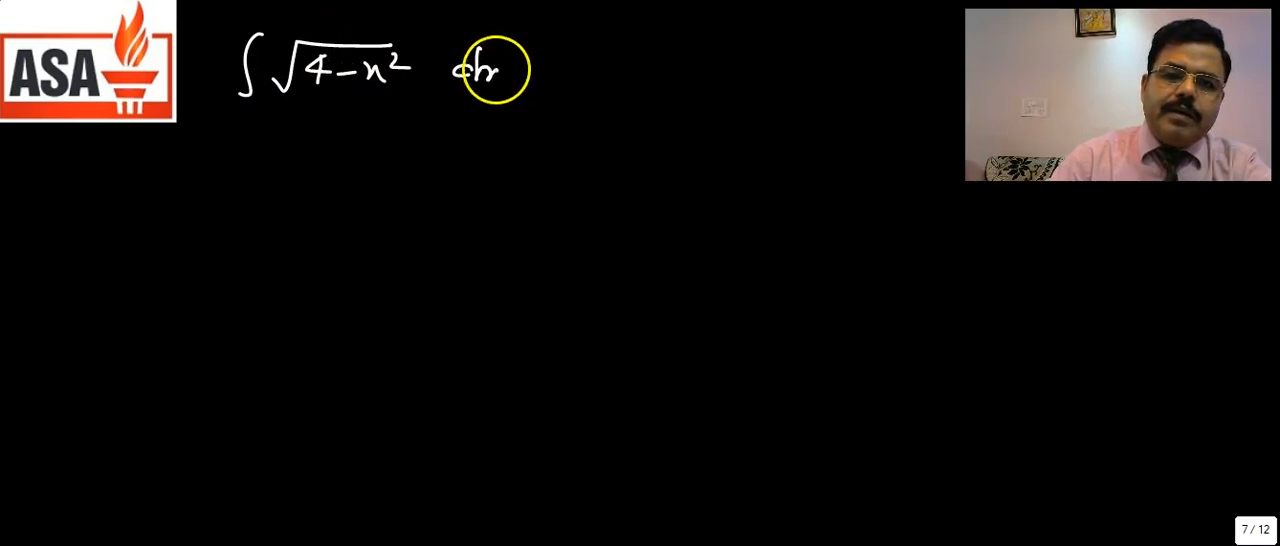 ASA
∫ √4-x² dx
7 / 12